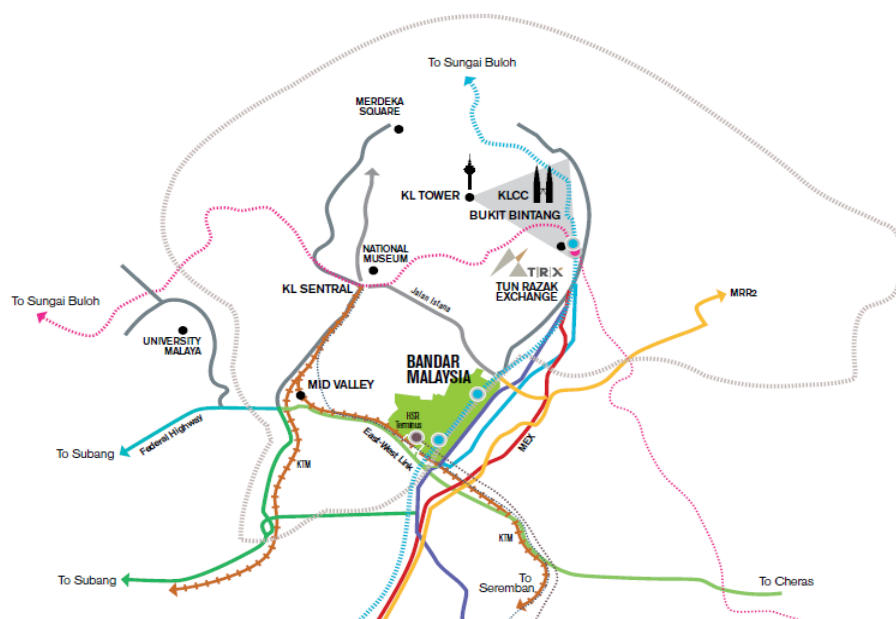 To Sungai Buloh
MERDEKA
SQUARE
KL TOWER
KLCC
BUKIT BINTANG
NATIONAL
MUSEUM
TRX
TUN RAZAK
EXCHANGE
KL SENTRAL
Jalan Istana
MRR2
To Sungai Buloh
UNIVERSITY
MALAYA
BANDAR
MALAYSIA
MID VALLEY
HSR
Terminus
Federal Highway
East-West Link
MEX
To Subang
KTM
KTM
To Subang
To
Seremban
To Cheras